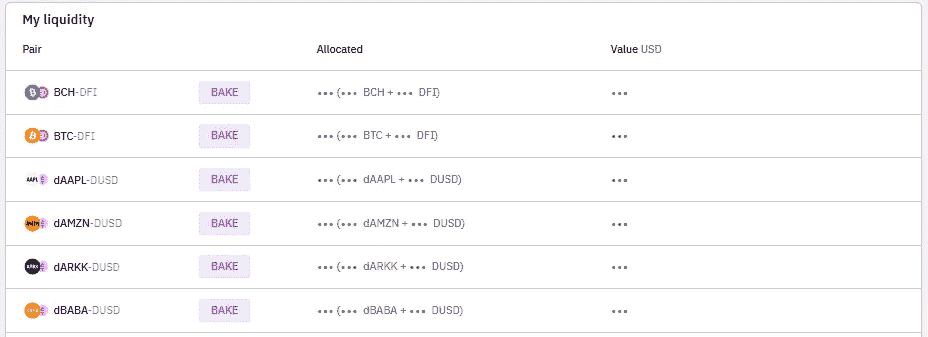 My liquidity
Pair Allocated Value USD
BCH-DFI BAKE ••• (••• BCH + ••• DFI) •••
BTC-DFI BAKE ••• (••• BTC + ••• DFI) •••
AAPL dAAPL-DUSD BAKE ••• (••• dAAPL + ••• DUSD) •••
dAMZN-DUSD BAKE ••• (••• dAMZN + ••• DUSD) •••
dARKK-DUSD BAKE ••• (••• dARKK + ••• DUSD) •••
dBABA-DUSD BAKE ••• (••• dBABA + ••• DUSD) •••